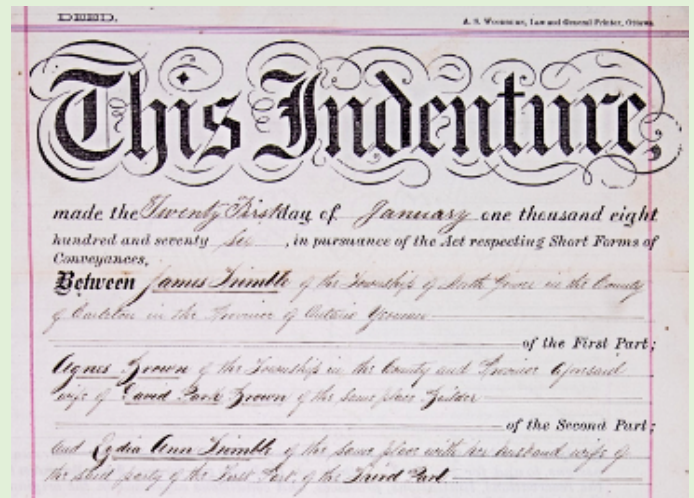 DEED.
A. S. Woodburn, Law and General Printer, Ottawa.
This Indenture,
made the Twenty First day of January one thousand eight
hundred and seventy six, in pursuance of the Act respecting Short Forms of
Conveyances,
Between James Trimble of the Township of North Gower in the County
of Carleton in the Province of Ontario Yeoman
of the First Part;
Agnes Brown of the Township in the County and Province aforesaid
wife of David Park Brown of the same place Builder
of the Second Part;
And Lydia Ann Trimble of the same place with her husband wife of
the said party of the First Part, of the Third Part